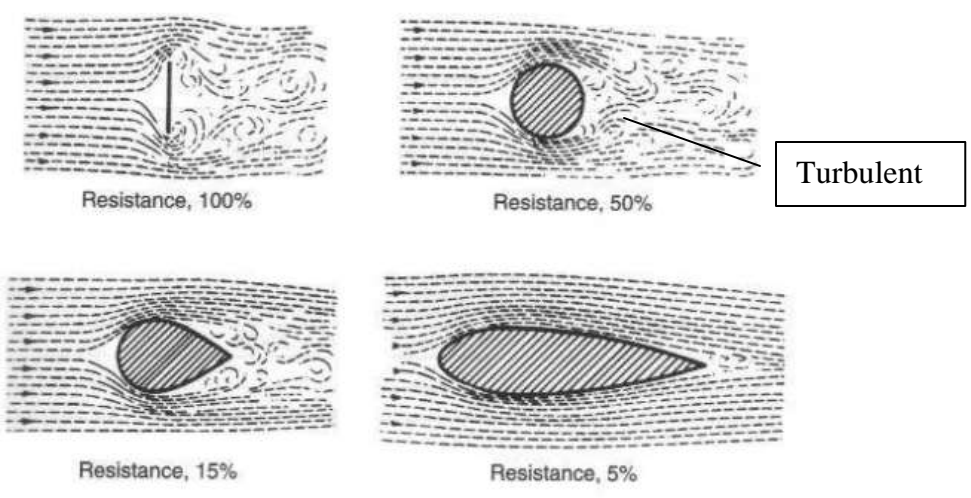 Turbulent
Resistance, 100%
Resistance, 50%
Resistance, 15%
Resistance, 5%